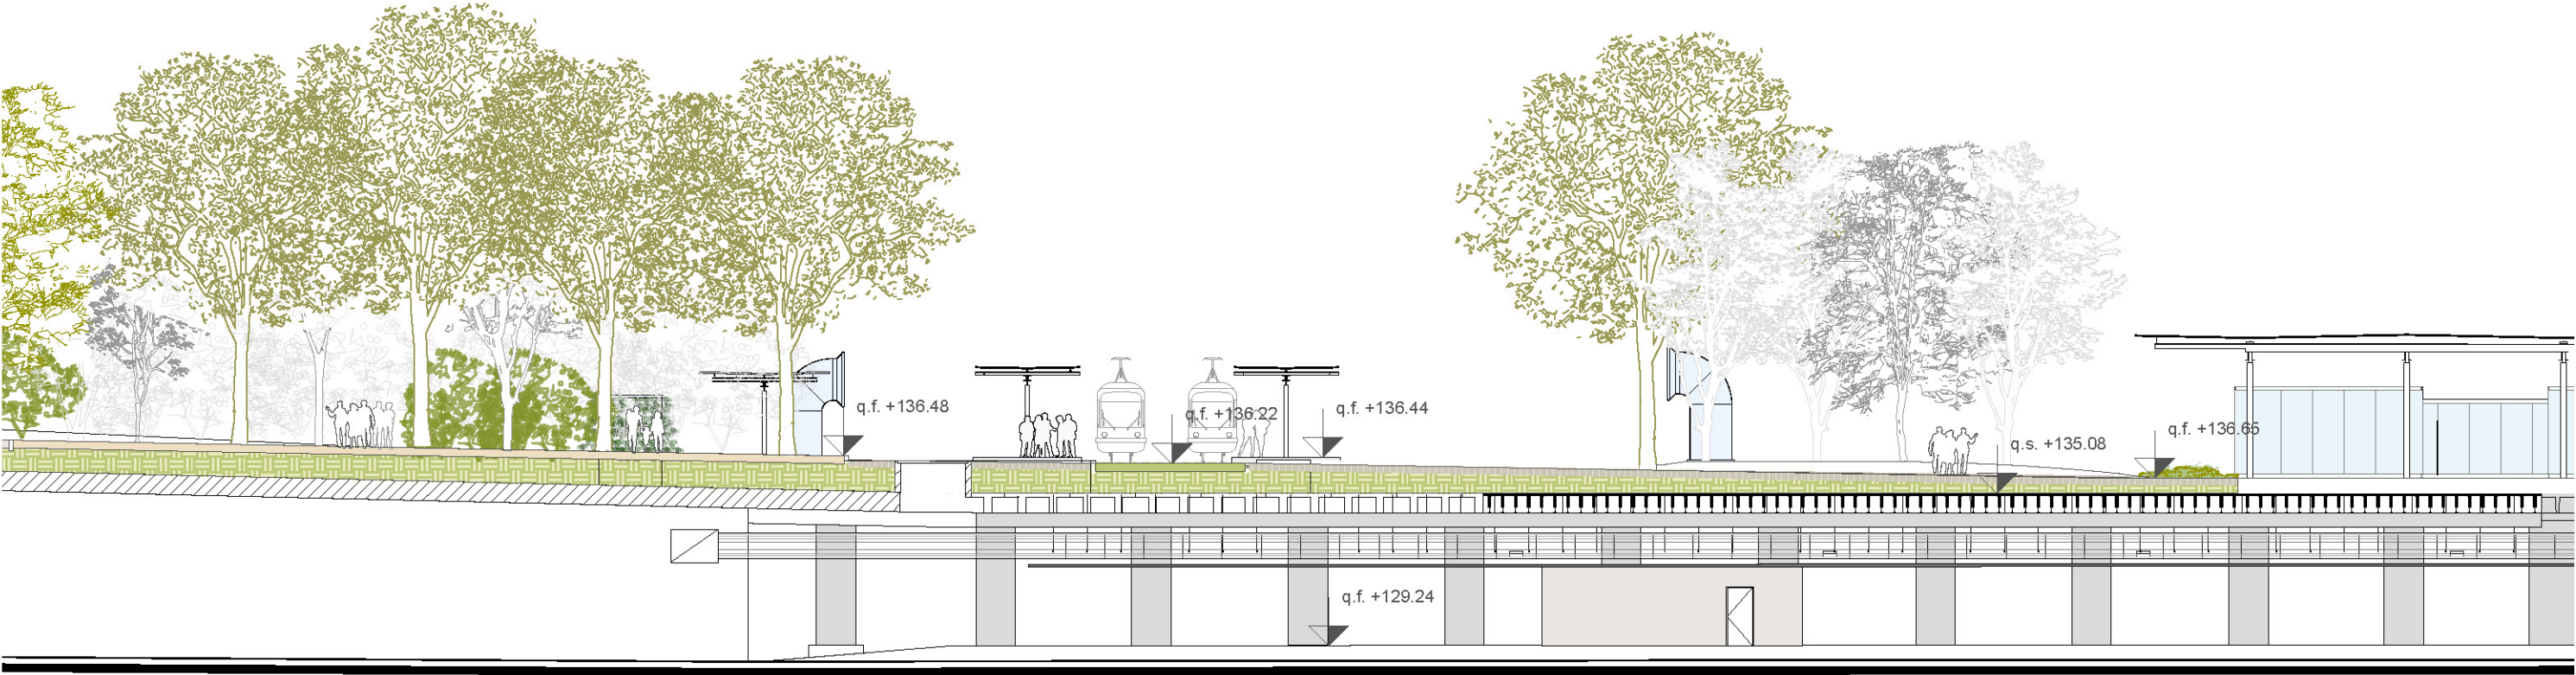 q.f. +136.48
q.f. +136.22
q.f. +136.44
q.s. +135.08
q.f. +136.65
q.f. +129.24